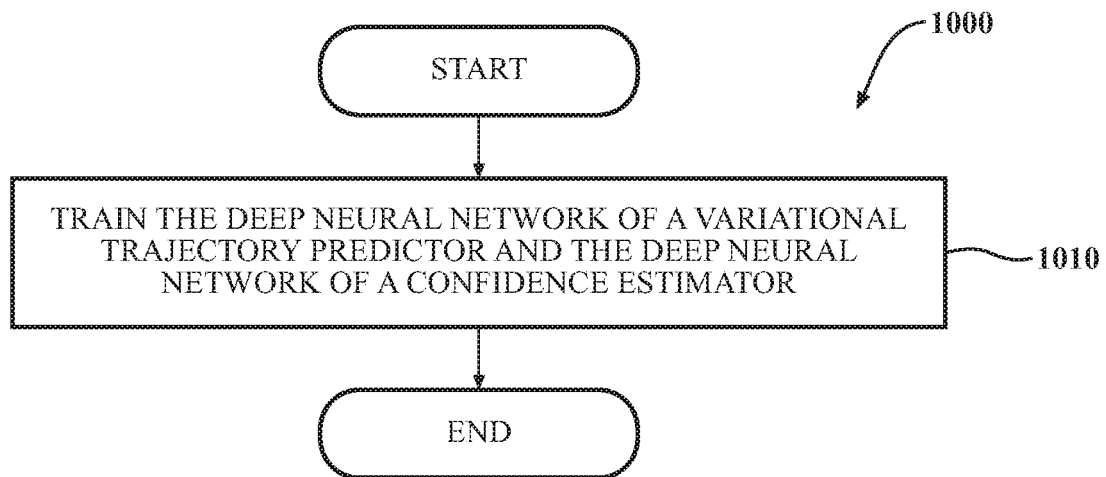 1000
START
TRAIN THE DEEP NEURAL NETWORK OF A VARIATIONAL
TRAJECTORY PREDICTOR AND THE DEEP NEURAL
NETWORK OF A CONFIDENCE ESTIMATOR
1010
END